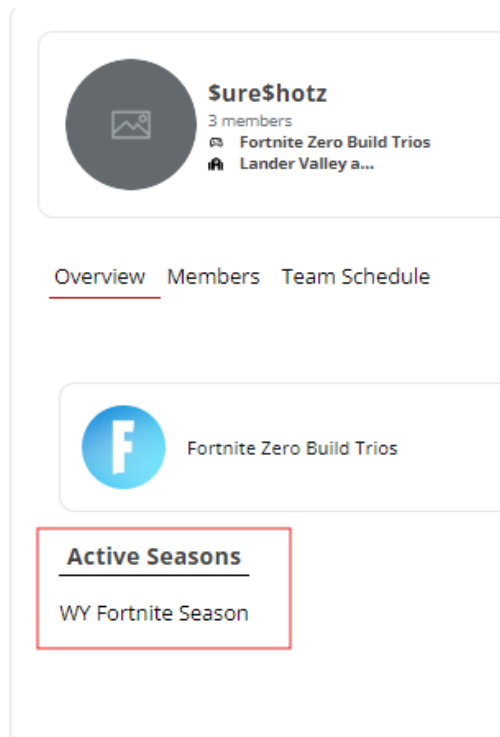 $ure$hotz
3 members
Fortnite Zero Build Trios
Lander Valley a...
Overview Members Team Schedule
F Fortnite Zero Build Trios
Active Seasons
WY Fortnite Season